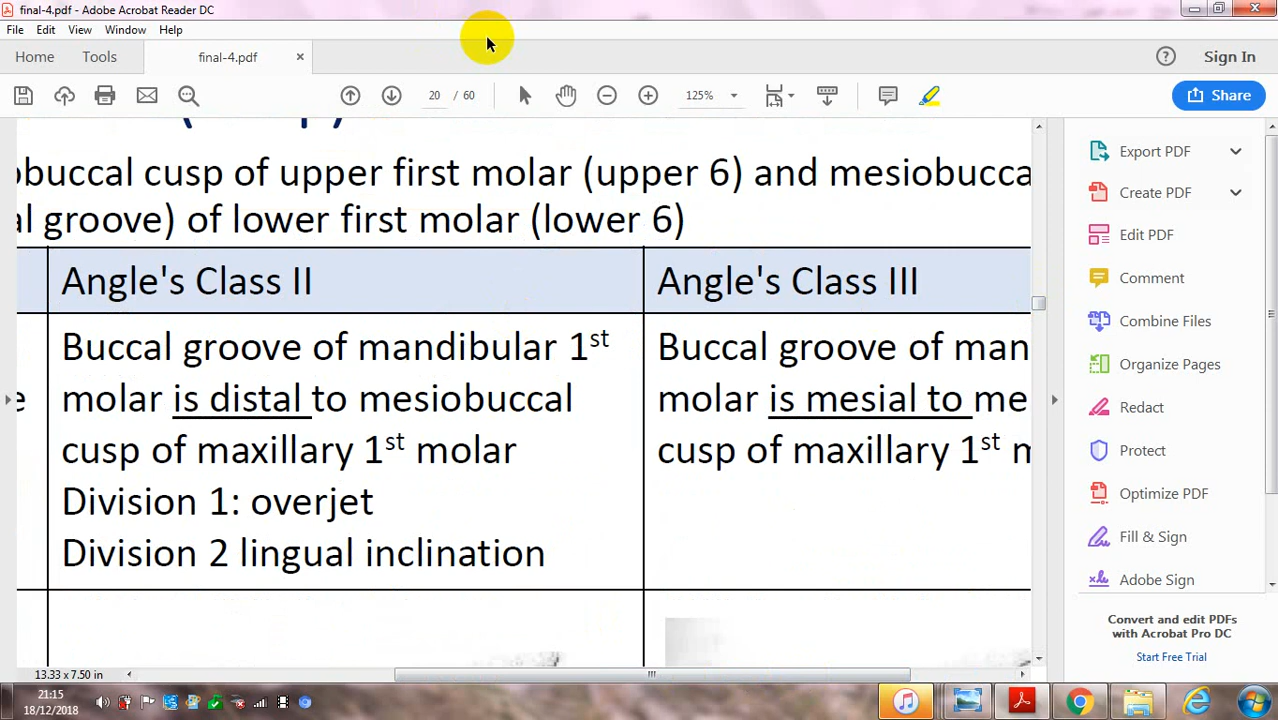 final-4.pdf - Adobe Acrobat Reader DC
File Edit View Window Help
Home Tools final-4.pdf × Sign In
20 / 60 125% Share
obuccal cusp of upper first molar (upper 6) and mesiobucca
al groove) of lower first molar (lower 6)
Angle's Class II
Buccal groove of mandibular 1st
molar is distal to mesiobuccal
cusp of maxillary 1st molar
Division 1: overjet
Division 2 lingual inclination
Angle's Class III
Buccal groove of man
molar is mesial to me
cusp of maxillary 1st m
e
Export PDF
Create PDF
Edit PDF
Comment
Combine Files
Organize Pages
Redact
Protect
Optimize PDF
Fill & Sign
Adobe Sign
Convert and edit PDFs
with Acrobat Pro DC
Start Free Trial
13.33 x 7.50 in
21:15
18/12/2018